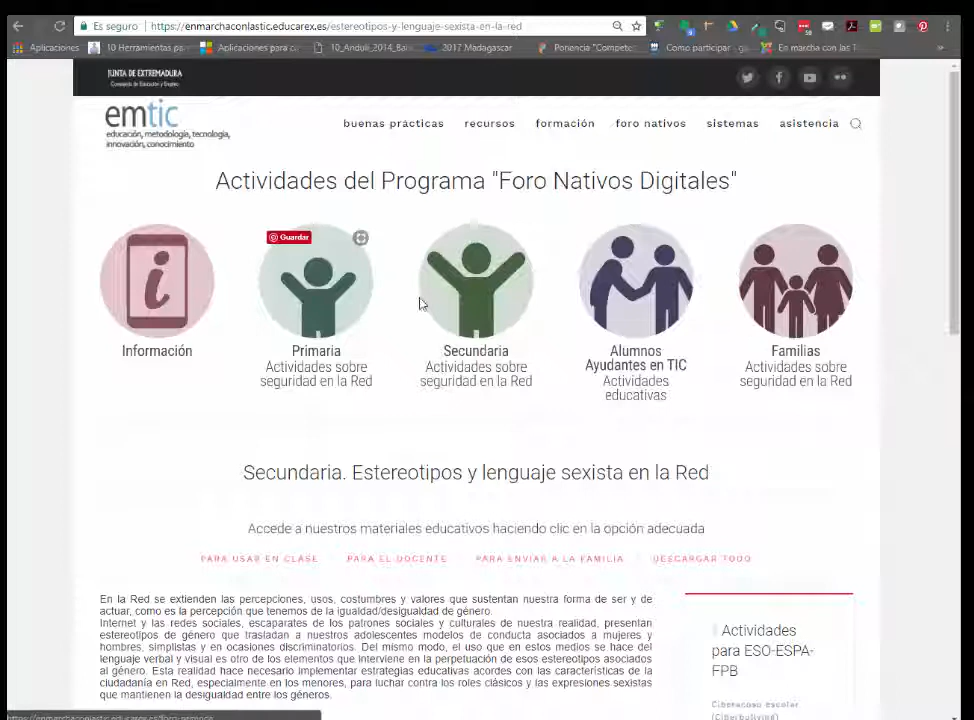 Es seguro | https://enmarchaconlastic.educarex.es/estereotipos-y-lenguaje-sexista-en-la-red
Aplicaciones 10 Herramientas pa Aplicaciones para c 2017 Madagascar Ponencia "Compete Como participar - g En marcha con las T »
JUNTA DE EXTREMADURA
Consejería de Educación y Empleo
emtic
educación, metodología, tecnología,
innovación, conocimiento
buenas prácticas recursos formación foro nativos sistemas asistencia
Actividades del Programa "Foro Nativos Digitales"
Guardar
Información
Primaria
Actividades sobre
seguridad en la Red
Secundaria
Actividades sobre
seguridad en la Red
Alumnos
Ayudantes en TIC
Actividades
educativas
Familias
Actividades sobre
seguridad en la Red
Secundaria. Estereotipos y lenguaje sexista en la Red
Accede a nuestros materiales educativos haciendo clic en la opción adecuada
PARA USAR EN CLASE PARA EL DOCENTE PARA ENVIAR A LA FAMILIA DESCARGAR TODO
En la Red se extienden las percepciones, usos, costumbres y valores que sustentan nuestra forma de ser y de
actuar, como es la percepción que tenemos de la igualdad/desigualdad de género.
Internet y las redes sociales, escaparates de los patrones sociales y culturales de nuestra realidad, presentan
estereotipos de género que trasladan a nuestros adolescentes modelos de conducta asociados a mujeres y
hombres, simplistas y en ocasiones discriminatorios. Del mismo modo, el uso que en estos medios se hace del
lenguaje verbal y visual es otro de los elementos que interviene en la perpetuación de esos estereotipos asociados
al género. Esta realidad hace necesario implementar estrategias educativas acordes con las características de la
ciudadanía en Red, especialmente en los menores, para luchar contra los roles clásicos y las expresiones sexistas
que mantienen la desigualdad entre los géneros.
Actividades
para ESO-ESPA-
FPB
Ciberacoso escolar
(Ciberbullying)